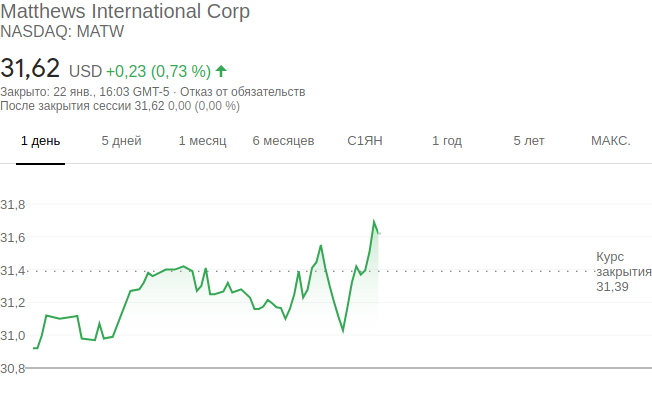 Matthews International Corp
NASDAQ: MATW
31,62 USD +0,23 (0,73 %)
Закрыто: 22 янв., 16:03 GMT-5 · Отказ от обязательств
После закрытия сессии 31,62 0,00 (0,00 %)
1 день 5 дней 1 месяц 6 месяцев С1ЯН 1 год 5 лет МАКС.
31,8
31,6
31,4
31,2
31,0
30,8
Курс
закрытия
31,39